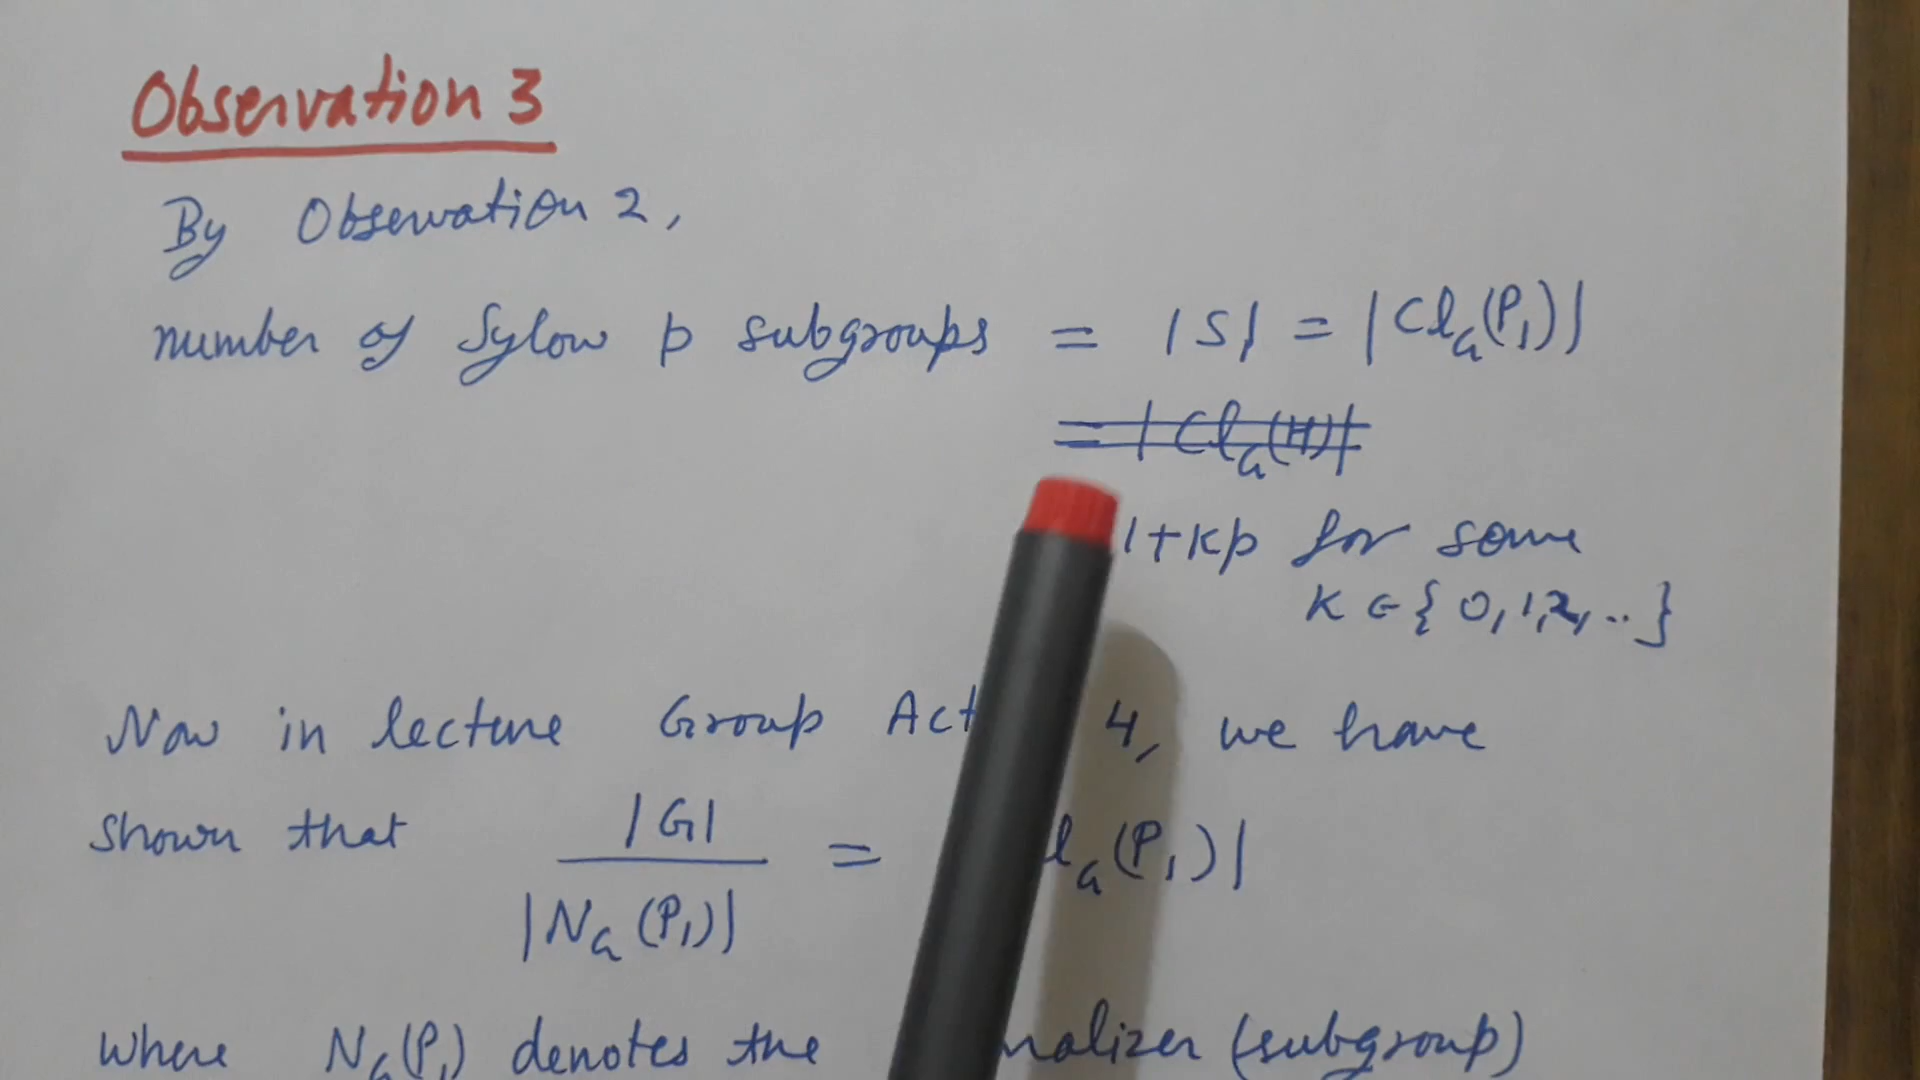 Observation 3
By Observation 2,
number of Sylow p subgroups = |S| = |Cl_G(P_1)|
= |Cl_G(H)|
1+kp for some
k ∈ {0,1,2,..}
Now in lecture Group Act 4, we have
shown that |G| / |N_G(P_1)| = l_G(P_1)|
where N_G(P_1) denotes the malizer (subgroup)